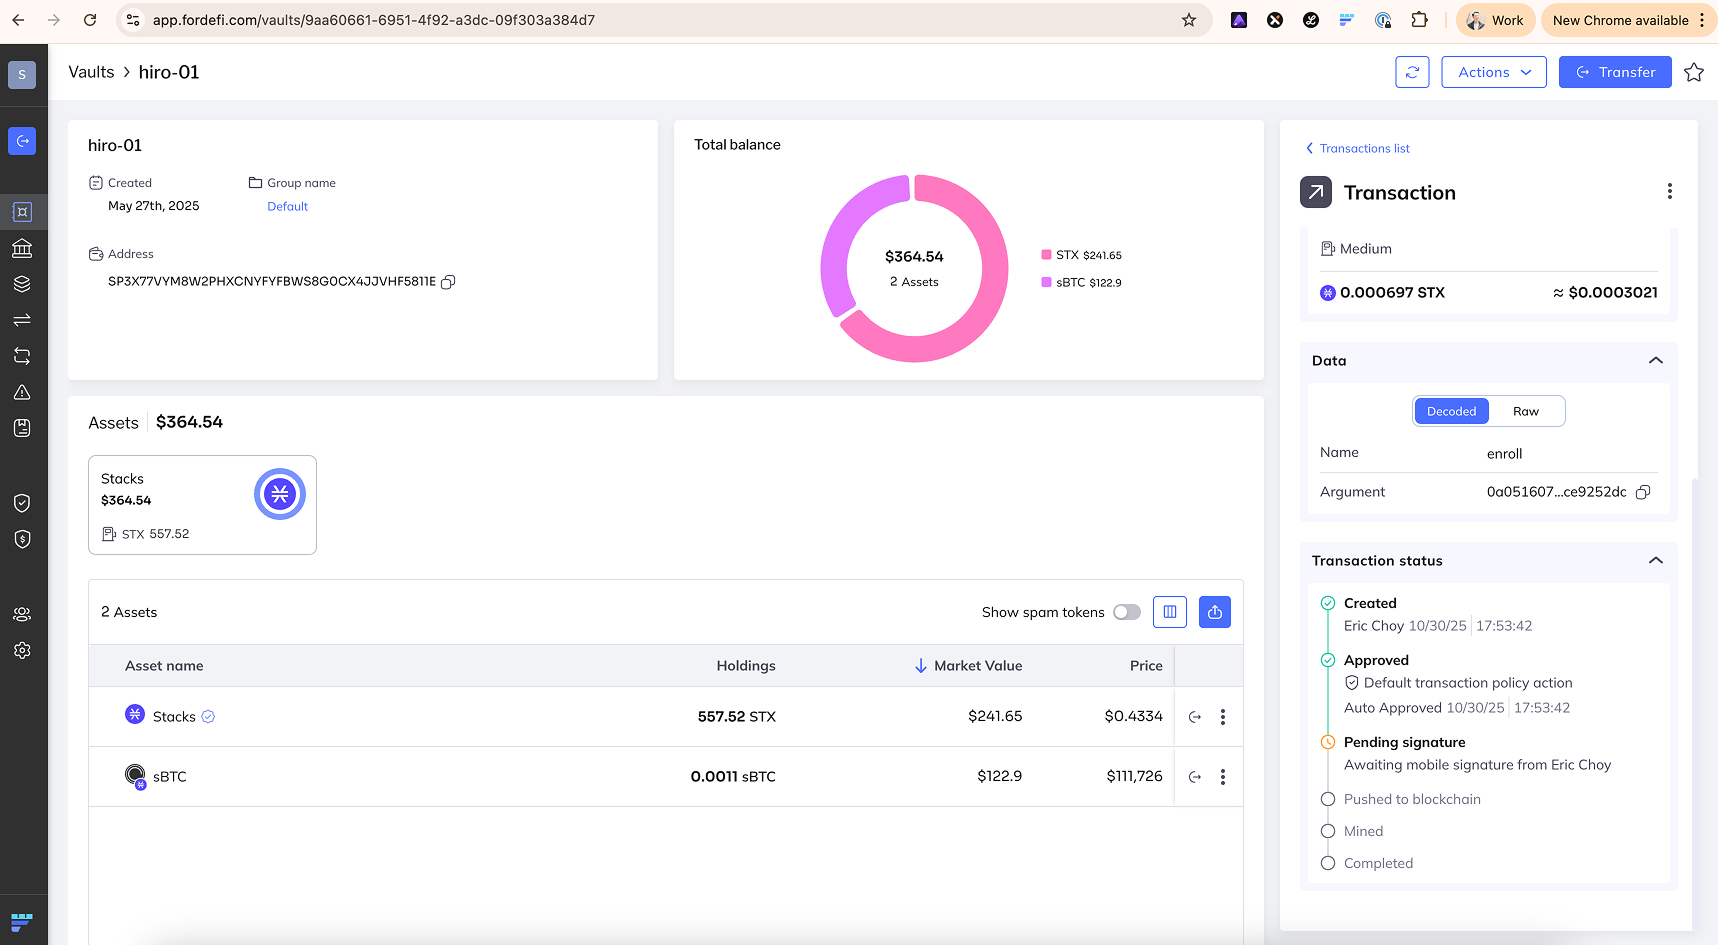 app.fordefi.com/vaults/9aa60661-6951-4f92-a3dc-09f303a384d7
Work
New Chrome available
S
Vaults > hiro-01
Actions
Transfer
hiro-01
Created
May 27th, 2025
Group name
Default
Address
SP3X77VYM8W2PHXCNYFYFBWS8G0CX4JJVHF5811E
Total balance
$364.54
2 Assets
STX $241.65
sBTC $122.9
Assets $364.54
Stacks
$364.54
STX 557.52
2 Assets
Show spam tokens
Asset name Holdings Market Value Price
Stacks 557.52 STX $241.65 $0.4334
sBTC 0.0011 sBTC $122.9 $111,726
Transactions list
Transaction
Medium
0.000697 STX ≈ $0.0003021
Data
Decoded Raw
Name enroll
Argument 0a051607...ce9252dc
Transaction status
Created
Eric Choy 10/30/25 17:53:42
Approved
Default transaction policy action
Auto Approved 10/30/25 17:53:42
Pending signature
Awaiting mobile signature from Eric Choy
Pushed to blockchain
Mined
Completed